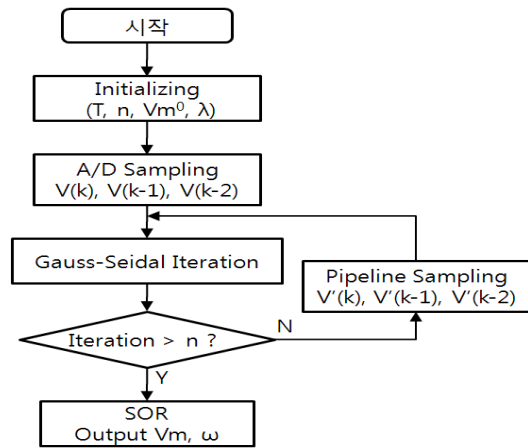 시작
Initializing
(T, n, Vm⁰, λ)
A/D Sampling
V(k), V(k-1), V(k-2)
Gauss-Seidal Iteration
Pipeline Sampling
V'(k), V'(k-1), V'(k-2)
Iteration > n ?
N
Y
SOR
Output Vm, ω